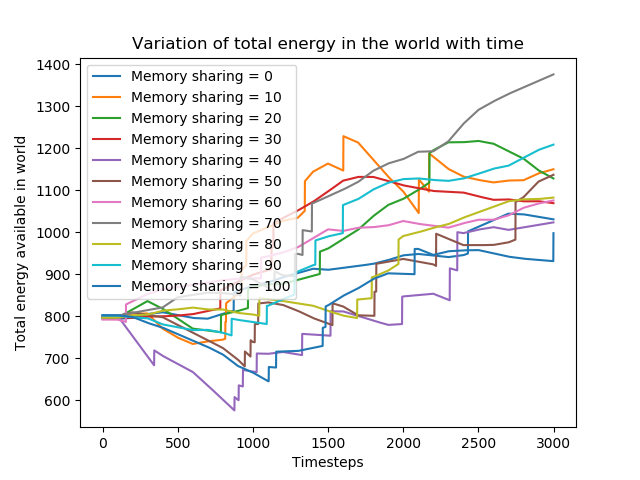 Variation of total energy in the world with time
Total energy available in world
1400
1300
1200
1100
1000
900
800
700
600
Memory sharing = 0
Memory sharing = 10
Memory sharing = 20
Memory sharing = 30
Memory sharing = 40
Memory sharing = 50
Memory sharing = 60
Memory sharing = 70
Memory sharing = 80
Memory sharing = 90
Memory sharing = 100
0 500 1000 1500 2000 2500 3000
Timesteps